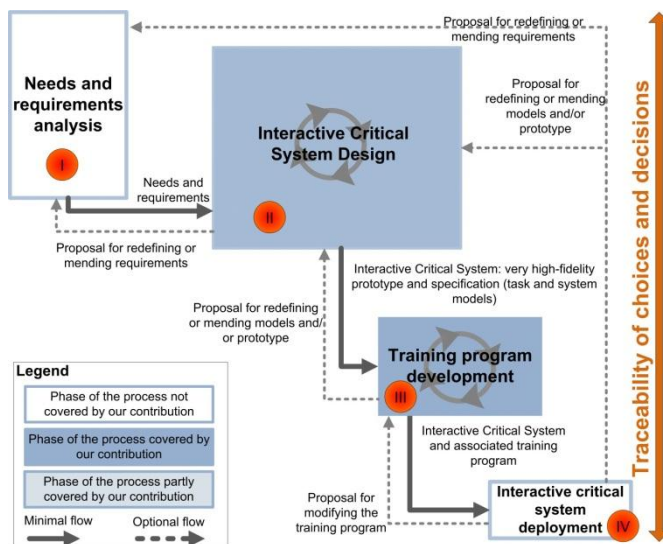 Proposal for redefining or
mending requirements
Needs and
requirements
analysis
I
Proposal for
redefining or mending
models and/or
prototype
Interactive Critical
System Design
Needs and
requirements
II
Proposal for redefining or
mending requirements
Interactive Critical System: very high-fidelity
prototype and specification (task and system
models)
Proposal for redefining
or mending models and/
or prototype
Training program
development
III
Legend
Phase of the process not
covered by our contribution
Phase of the process covered by
our contribution
Phase of the process partly
covered by our contribution
Minimal flow
Optional flow
Interactive Critical System
and associated training
program
Proposal for
modifying the
training program
Interactive critical
system
deployment
IV
Traceability of choices and decisions